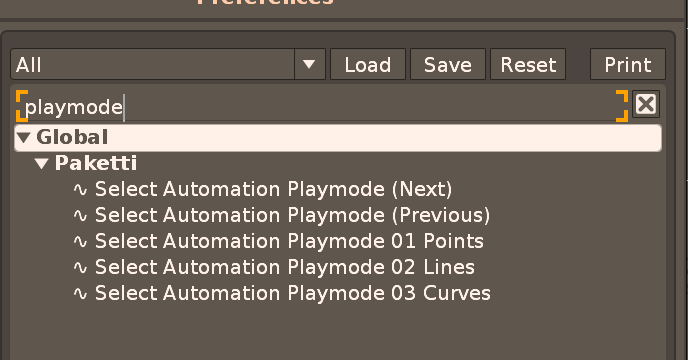 Preferences
All
Load
Save
Reset
Print
playmode
Global
Paketti
∿ Select Automation Playmode (Next)
∿ Select Automation Playmode (Previous)
∿ Select Automation Playmode 01 Points
∿ Select Automation Playmode 02 Lines
∿ Select Automation Playmode 03 Curves